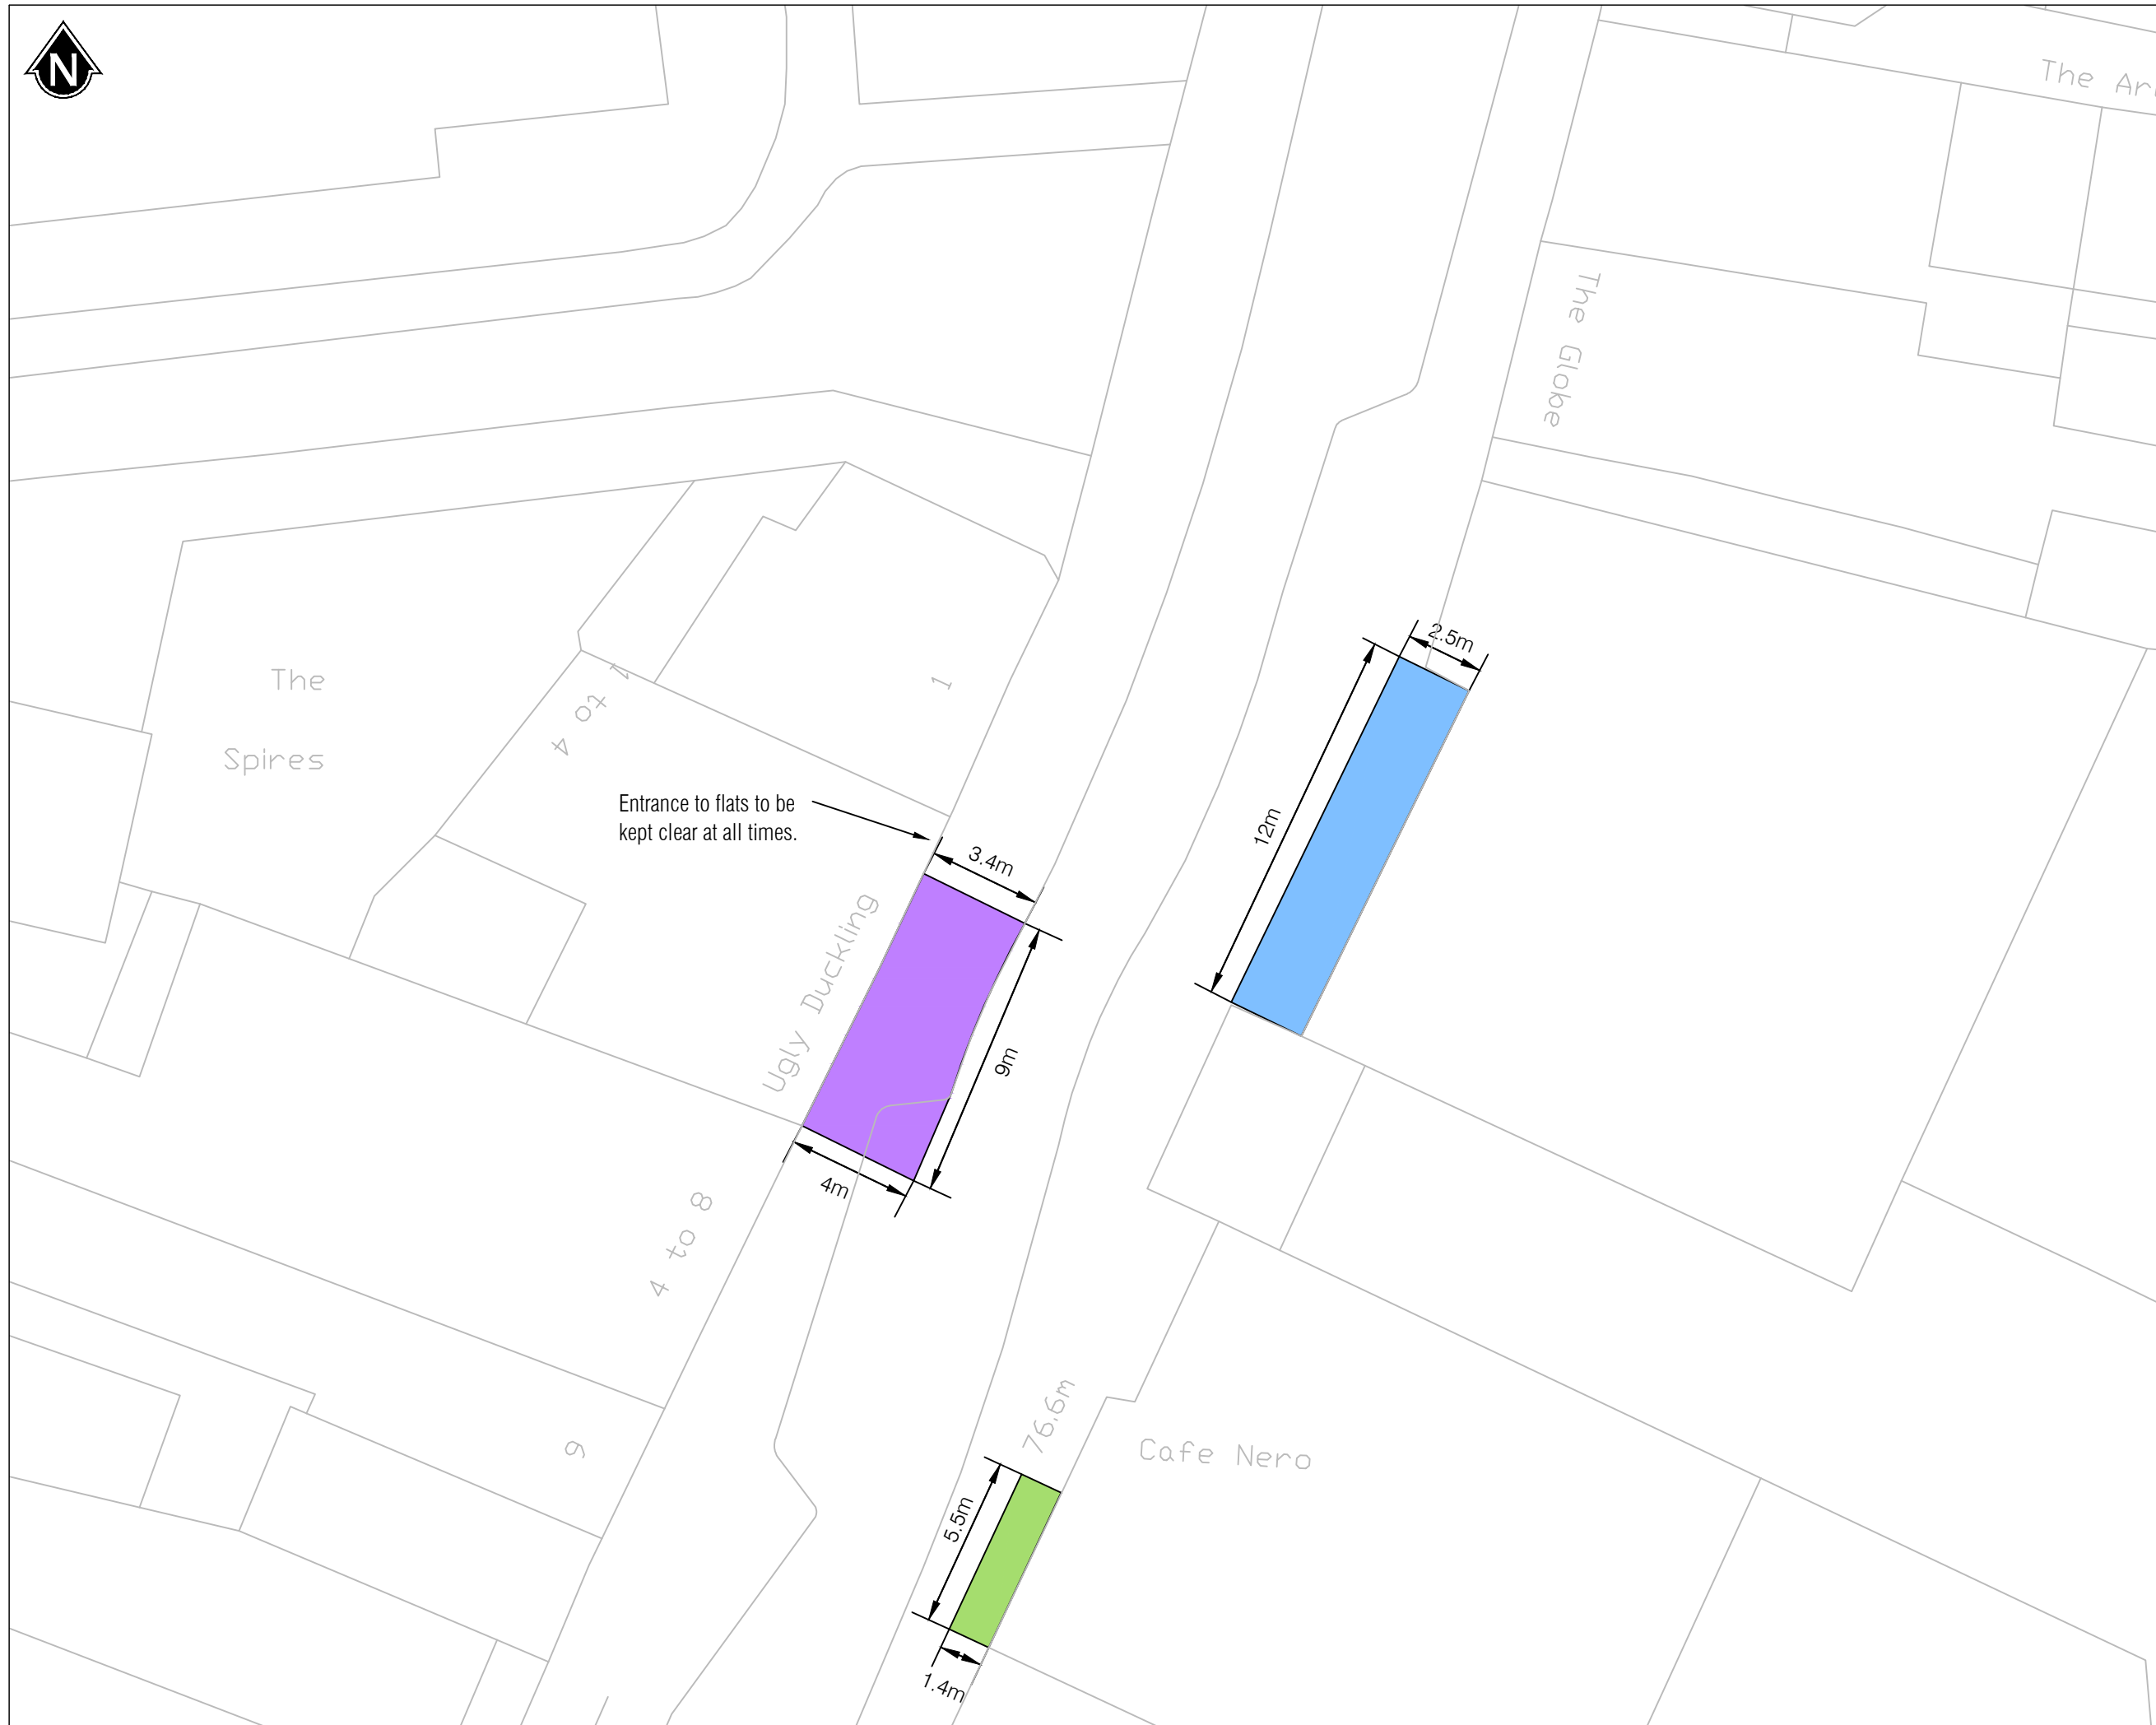 N
The
The Globe
2.5m
The
Spires
1 to 4
1
12m
Entrance to flats to be
kept clear at all times.
3.4m
Ugly Duckling
9m
4m
4 to 8
76.6m
9
Cafe Nero
5.5m
1.4m